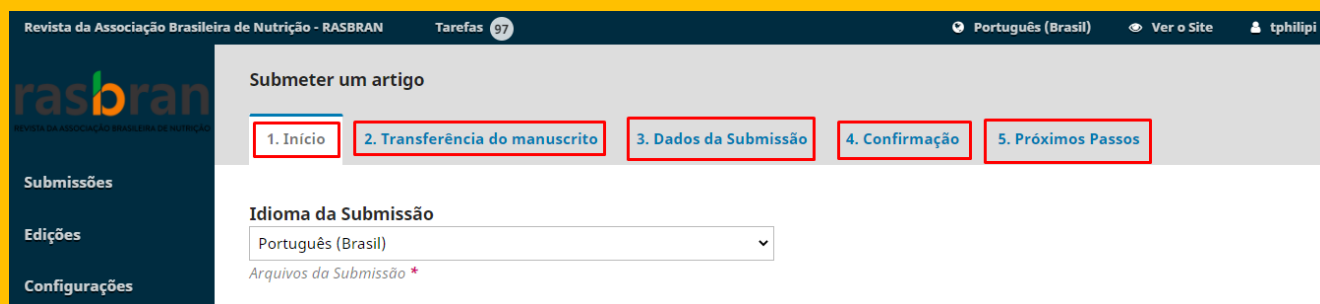 Revista da Associação Brasileira de Nutrição - RASBRAN Tarefas 97 Português (Brasil) Ver o Site tphilipi
rasbran
REVISTA DA ASSOCIAÇÃO BRASILEIRA DE NUTRIÇÃO
Submeter um artigo
1. Início 2. Transferência do manuscrito 3. Dados da Submissão 4. Confirmação 5. Próximos Passos
Submissões
Edições
Configurações
Idioma da Submissão
Português (Brasil)
Arquivos da Submissão *